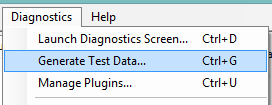 Diagnostics Help
Launch Diagnostics Screen... Ctrl+D
Generate Test Data... Ctrl+G
Manage Plugins... Ctrl+U